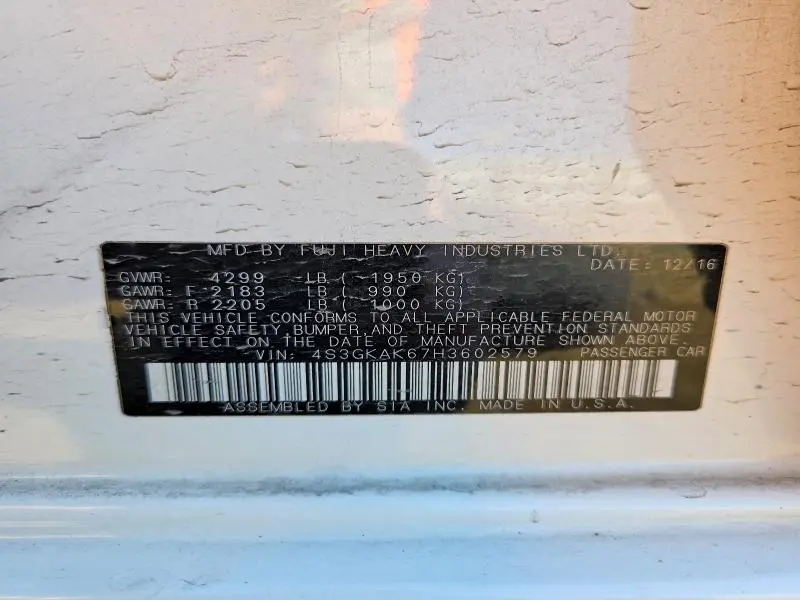 MFD BY FUJI HEAVY INDUSTRIES LTD.
DATE: 12/16
GVWR: 4299 LB ( 1950 KG)
GAWR: F 2183 LB ( 990 KG)
GAWR: R 2205 LB ( 1000 KG)
THIS VEHICLE CONFORMS TO ALL APPLICABLE FEDERAL MOTOR
VEHICLE SAFETY, BUMPER, AND THEFT PREVENTION STANDARDS
IN EFFECT ON THE DATE OF MANUFACTURE SHOWN ABOVE.
VIN: 4S3GKAK67H3602579 PASSENGER CAR
ASSEMBLED BY SIA INC. MADE IN U.S.A.